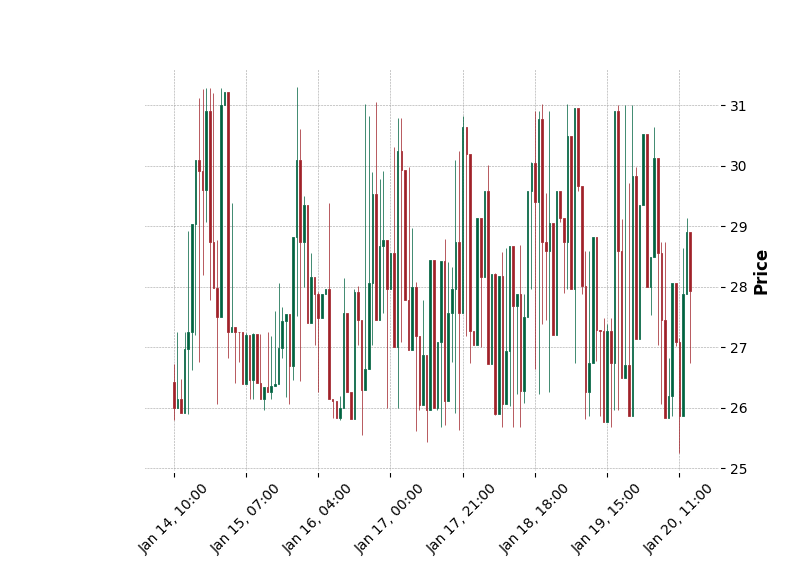 31
30
29
28
27
26
25
Price
Jan 14, 10:00
Jan 15, 07:00
Jan 16, 04:00
Jan 17, 00:00
Jan 17, 21:00
Jan 18, 18:00
Jan 19, 15:00
Jan 20, 11:00